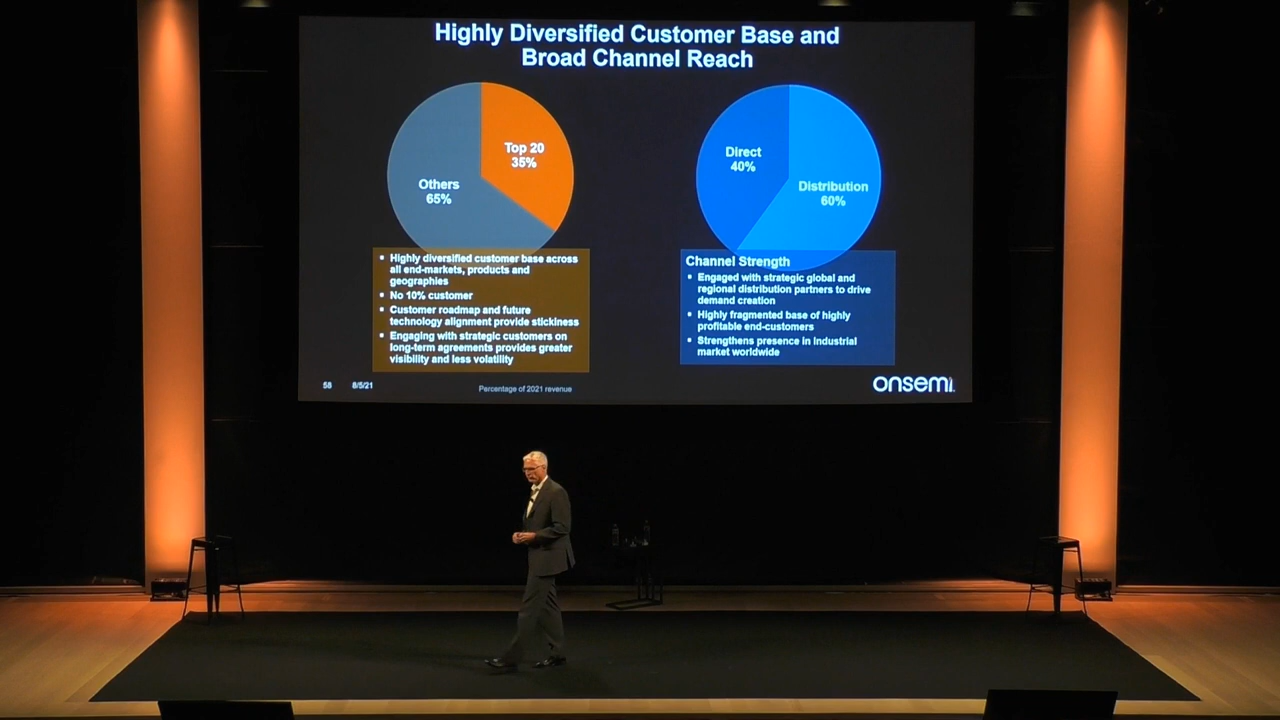 Highly Diversified Customer Base and
Broad Channel Reach
Top 20
35%
Others
65%
Direct
40%
Distribution
60%
▪ Highly diversified customer base across
all end-markets, products and
geographies
▪ No 10% customer
▪ Customer roadmap and future
technology alignment provide stickiness
▪ Engaging with strategic customers on
long-term agreements provides greater
visibility and less volatility
Channel Strength
▪ Engaged with strategic global and
regional distribution partners to drive
demand creation
▪ Highly fragmented base of highly
profitable end-customers
▪ Strengthens presence in Industrial
market worldwide
58 8/5/21
Percentage of 2021 revenue
onsemi